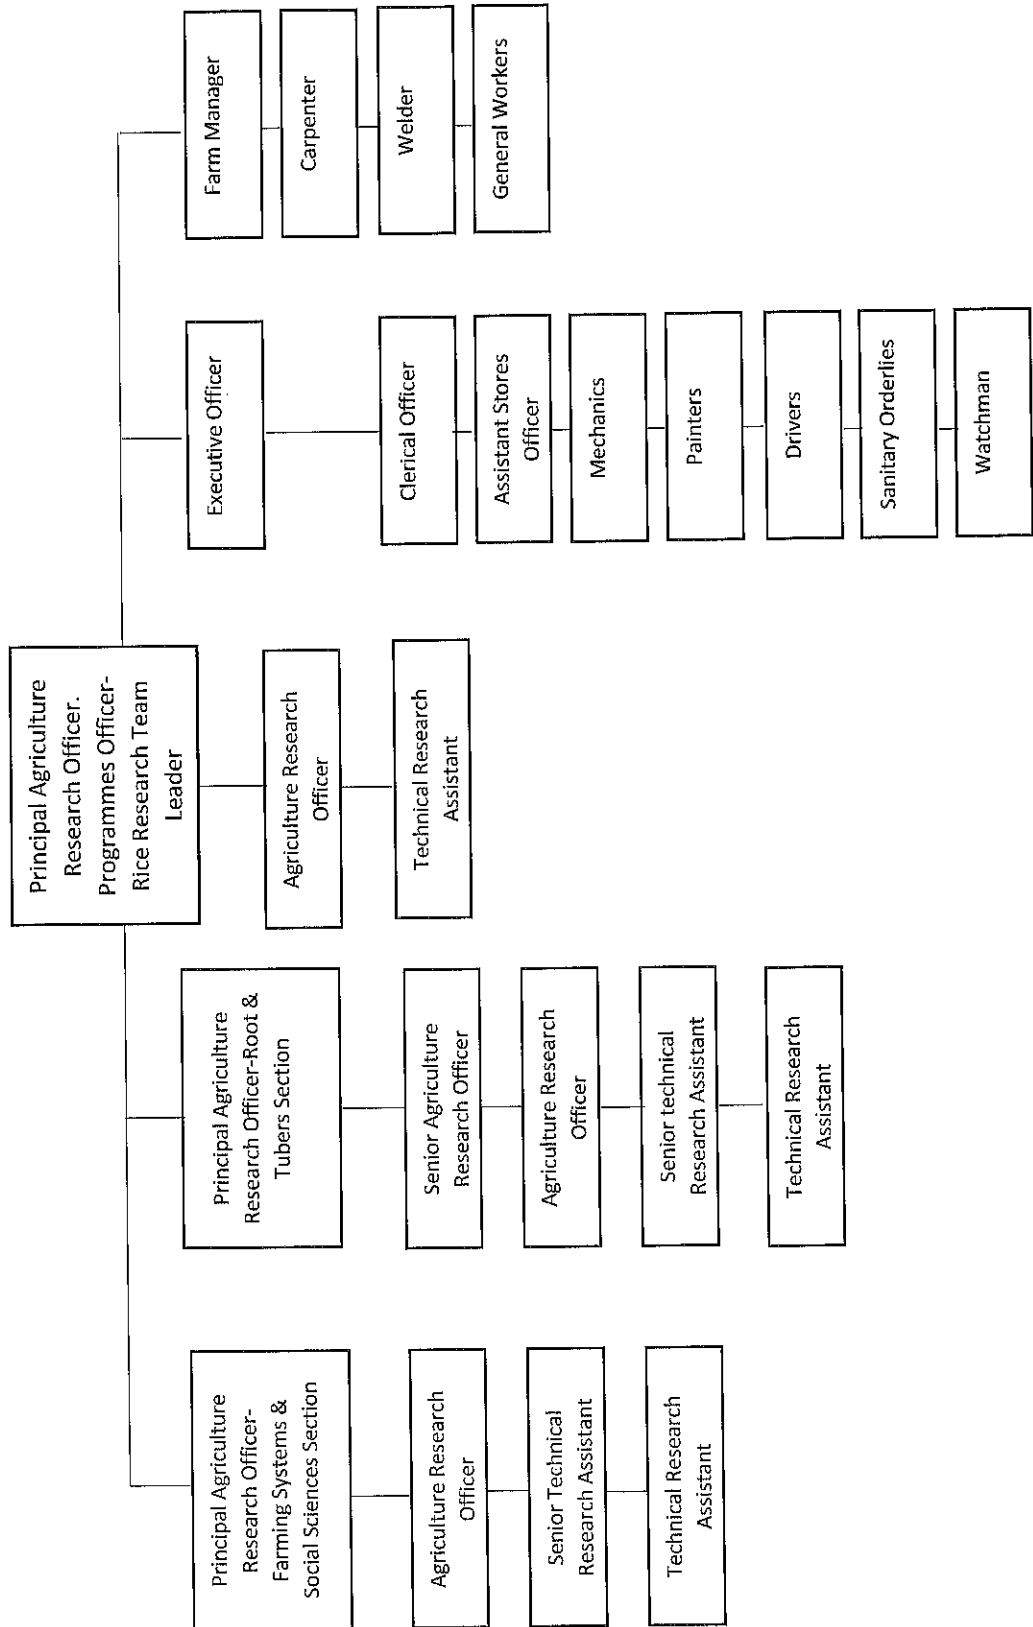 Principal Agriculture
Research Officer.
Programmes Officer-
Rice Research Team
Leader
Principal Agriculture
Research Officer-
Farming Systems &
Social Sciences Section
Agriculture Research
Officer
Senior Technical
Research Assistant
Technical Research
Assistant
Principal Agriculture
Research Officer-Root &
Tubers Section
Senior Agriculture
Research Officer
Agriculture Research
Officer
Senior technical
Research Assistant
Technical Research
Assistant
Agriculture Research
Officer
Technical Research
Assistant
Executive Officer
Clerical Officer
Assistant Stores
Officer
Mechanics
Painters
Drivers
Sanitary Orderlies
Watchman
Farm Manager
Carpenter
Welder
General Workers